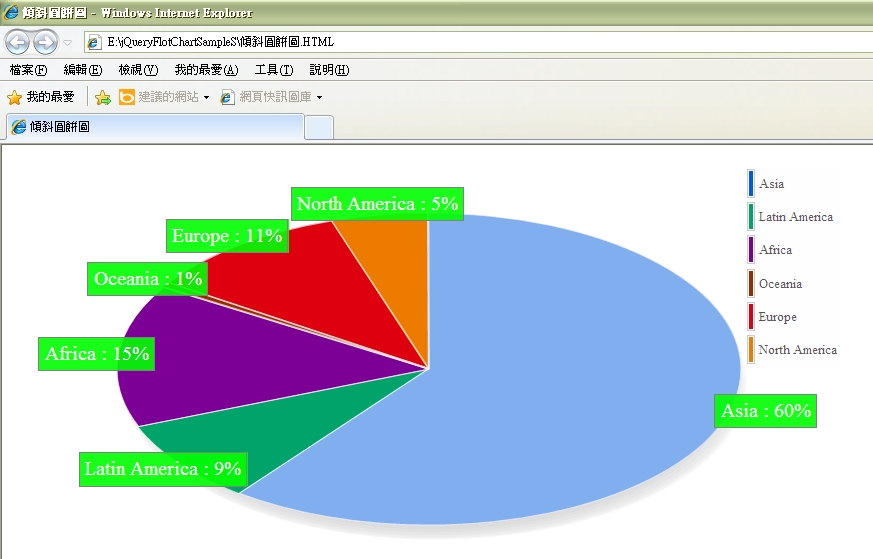 傾斜圓餅圖 - Windows Internet Explorer
E:\jQueryFlotChartSampleS\傾斜圓餅圖.HTML
檔案(F) 編輯(E) 檢視(V) 我的最愛(A) 工具(T) 說明(H)
我的最愛 建議的網站 網頁快訊圖庫
傾斜圓餅圖
North America : 5%
Europe : 11%
Oceania : 1%
Africa : 15%
Latin America : 9%
Asia : 60%
Asia
Latin America
Africa
Oceania
Europe
North America